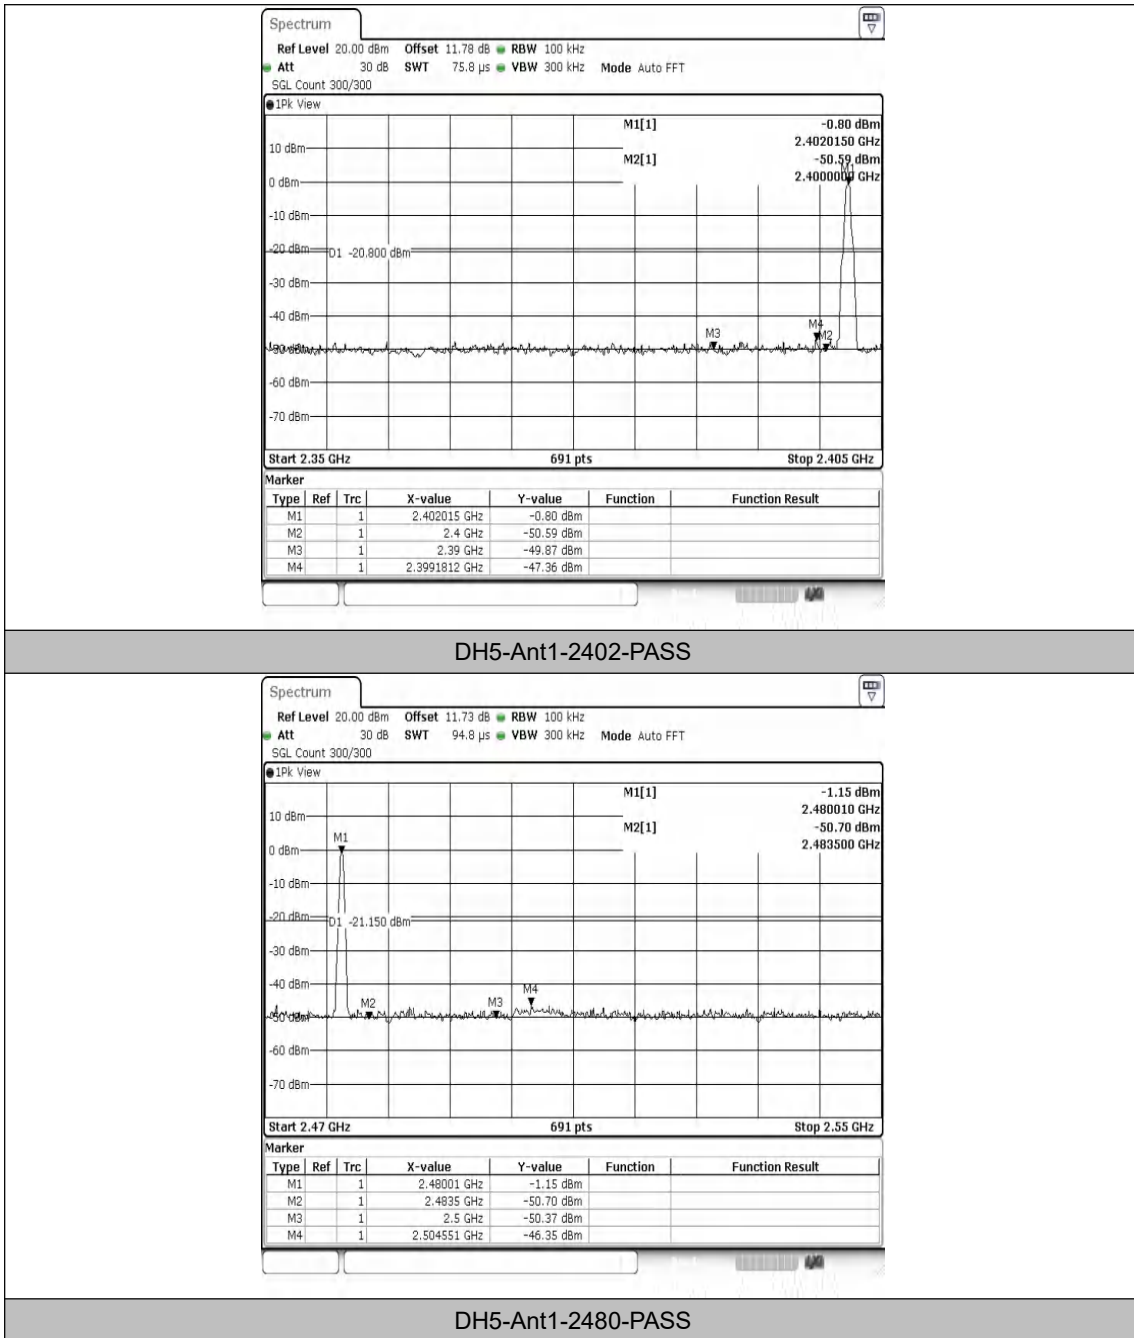 Spectrum
Ref Level 20.00 dBm Offset 11.78 dB RBW 100 kHz
Att 30 dB SWT 75.8 µs VBW 300 kHz Mode Auto FFT
SGL Count 300/300
1Pk View
M1[1] -0.80 dBm
2.4020150 GHz
M2[1] -50.59 dBm
2.4000000 GHz
10 dBm
0 dBm
-10 dBm
-20 dBm
D1 -20.800 dBm
-30 dBm
-40 dBm
M3 M4 M2
-50 dBm
-60 dBm
-70 dBm
Start 2.35 GHz 691 pts Stop 2.405 GHz
Marker
Type Ref Trc X-value Y-value Function Function Result
M1 1 2.402015 GHz -0.80 dBm
M2 1 2.4 GHz -50.59 dBm
M3 1 2.39 GHz -49.87 dBm
M4 1 2.3991812 GHz -47.36 dBm
DH5-Ant1-2402-PASS
Spectrum
Ref Level 20.00 dBm Offset 11.73 dB RBW 100 kHz
Att 30 dB SWT 94.8 µs VBW 300 kHz Mode Auto FFT
SGL Count 300/300
1Pk View
M1[1] -1.15 dBm
2.480010 GHz
M2[1] -50.70 dBm
2.483500 GHz
10 dBm
M1
0 dBm
-10 dBm
-20 dBm
D1 -21.150 dBm
-30 dBm
-40 dBm
M2 M3 M4
-50 dBm
-60 dBm
-70 dBm
Start 2.47 GHz 691 pts Stop 2.55 GHz
Marker
Type Ref Trc X-value Y-value Function Function Result
M1 1 2.48001 GHz -1.15 dBm
M2 1 2.4835 GHz -50.70 dBm
M3 1 2.5 GHz -50.37 dBm
M4 1 2.504551 GHz -46.35 dBm
DH5-Ant1-2480-PASS